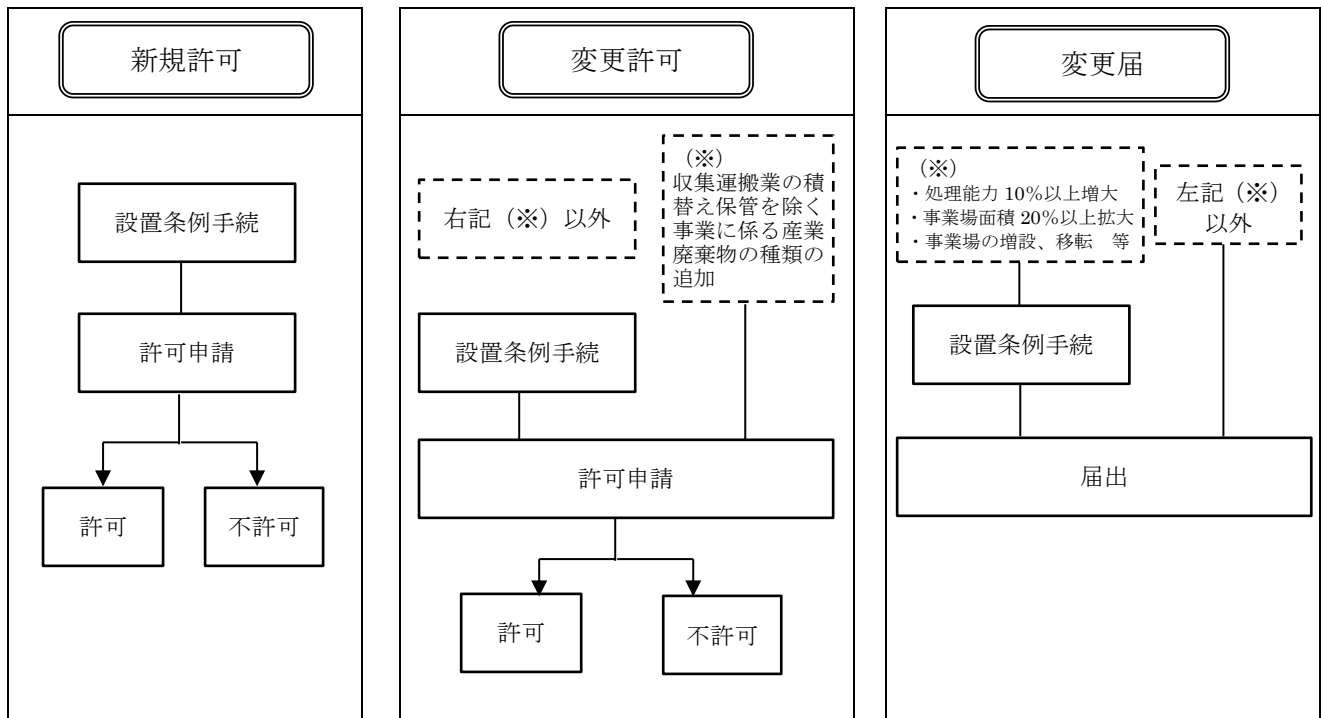 新規許可
設置条例手続
許可申請
許可
不許可
変更許可
右記（※）以外
（※）
収集運搬業の積
替え保管を除く
事業に係る産業
廃棄物の種類の
追加
設置条例手続
許可申請
許可
不許可
変更届
（※）
・処理能力 10％以上増大
・事業場面積 20％以上拡大
・事業場の増設、移転　等
左記（※）
以外
設置条例手続
届出